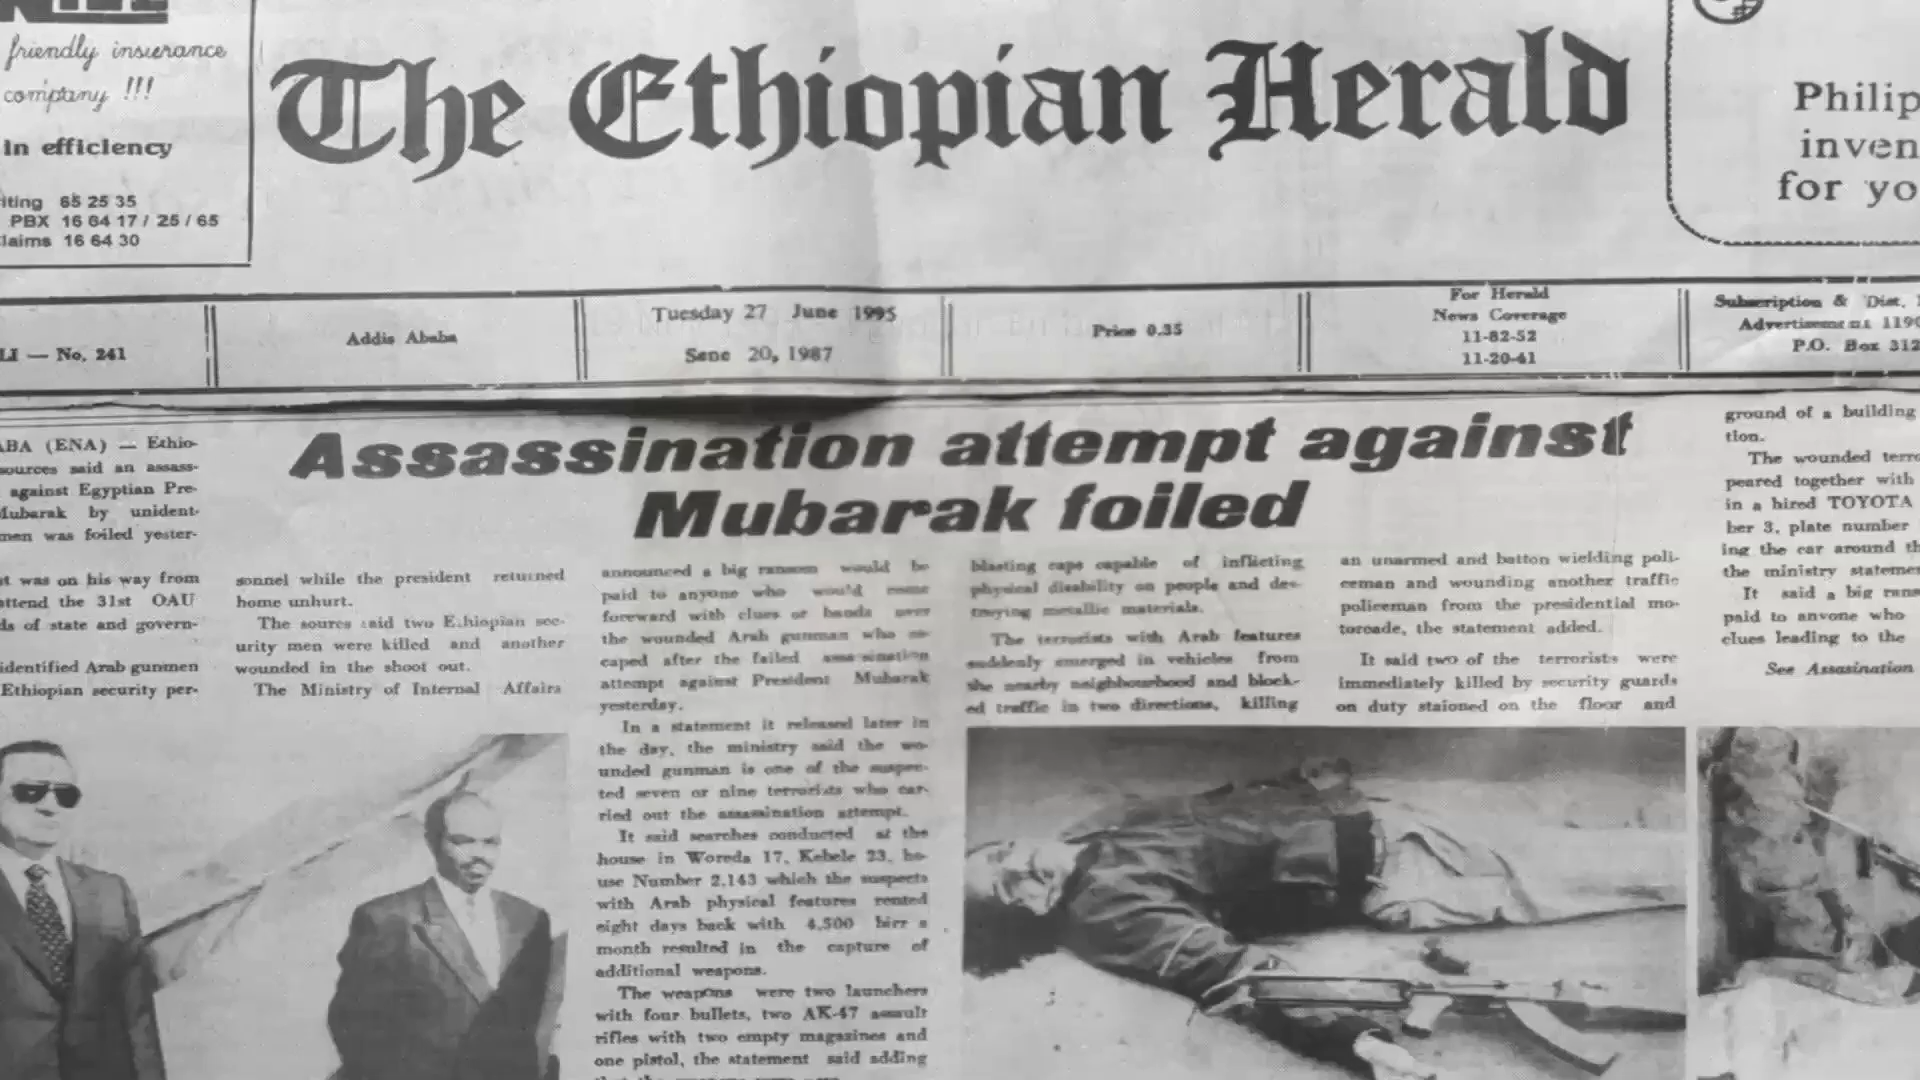 friendly insurance
company !!!
in efficiency
iting 65 25 35
PBX 16 64 17 / 25 / 65
laims 16 64 30
The Ethiopian Herald
Philip
inven
for yo
LI — No. 241
Addis Ababa
Tuesday 27 June 1995
Sene 20, 1987
Price 0.35
For Herald
News Coverage
11-82-52
11-20-41
Subscription & Dist.
Advertisement 1190
P.O. Box 312
Assassination attempt against
Mubarak foiled
ABA (ENA) — Ethio-
sources said an assass-
against Egyptian Pre-
Mubarak by unident-
men was foiled yester-
t was on his way from
attend the 31st OAU
ds of state and govern-
identified Arab gunmen
Ethiopian security per-
sonnel while the president returned
home unhurt.
The source said two Ethiopian sec-
urity men were killed and another
wounded in the shoot out.
The Ministry of Internal Affairs
announced a big ransom would be
paid to anyone who would come
foreward with clues or hands over
the wounded Arab gunman who es-
caped after the failed assassination
attempt against President Mubarak
yesterday.
In a statement it released later in
the day, the ministry said the wo-
unded gunman is one of the suspec-
ted seven or nine terrorists who car-
ried out the assassination attempt.
It said searches conducted at the
house in Woreda 17, Kebele 23, ho-
use Number 2,143 which the suspects
with Arab physical features rented
eight days back with 4,500 birr a
month resulted in the capture of
additional weapons.
The weapons were two launchers
with four bullets, two AK-47 assault
rifles with two empty magazines and
one pistol, the statement said adding
blasting caps capable of inflicting
physical disability on people and des-
troying metallic materials.
The terrorists with Arab features
suddenly emerged in vehicles from
the nearby neighbourhood and block-
ed traffic in two directions, killing
an unarmed and batton wielding poli-
ceman and wounding another traffic
policeman from the presidential mo-
torcade, the statement added.
It said two of the terrorists were
immediately killed by security guards
on duty staioned on the floor and
ground of a building
tion.
The wounded terro
peared together with
in a hired TOYOTA
ber 3, plate number
ing the car around th
the ministry statemen
It said a big rans
paid to anyone who
clues leading to the
See Assasination